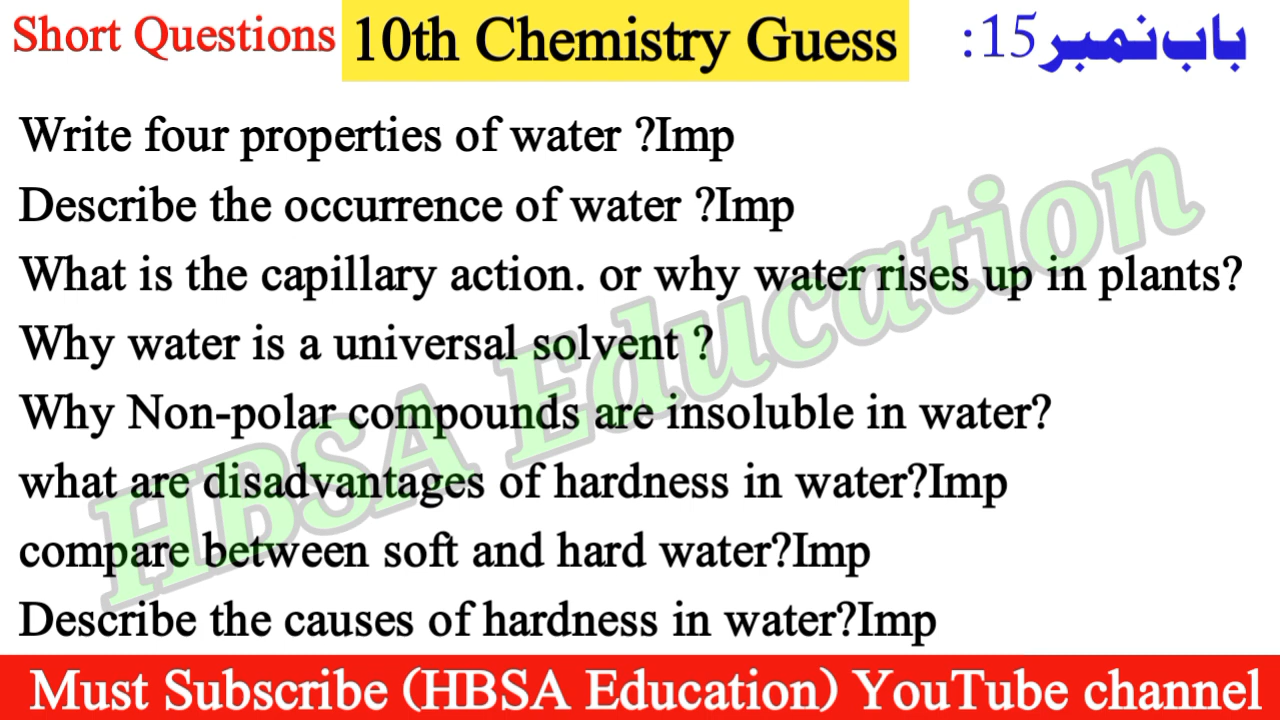 Short Questions 10th Chemistry Guess باب نمبر 15:
Write four properties of water ?Imp
Describe the occurrence of water ?Imp
What is the capillary action. or why water rises up in plants?
Why water is a universal solvent ?
Why Non-polar compounds are insoluble in water?
what are disadvantages of hardness in water?Imp
compare between soft and hard water?Imp
Describe the causes of hardness in water?Imp
HBSA Education
Must Subscribe (HBSA Education) YouTube channel